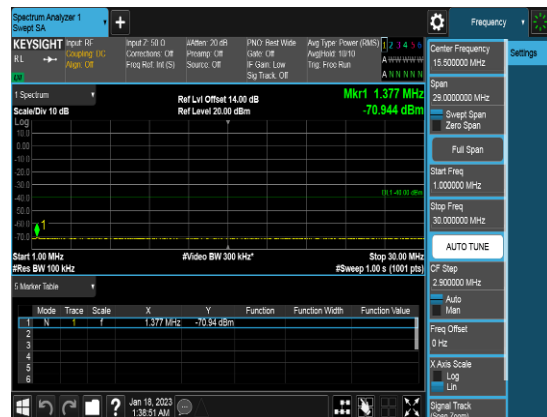 Spectrum Analyzer 1
Swept SA
Frequency
KEYSIGHT
Input: RF
Coupling: DC
Align: Off
Input Z: 50 Ω
Corrections: Off
Freq Ref: Int (S)
#Atten: 20 dB
Preamp: Off
Source: Off
PNO: Best Wide
Gate: Off
IF Gain: Low
Sig Track: Off
Avg Type: Power (RMS)
Avg|Hold: 10/10
Trig: Free Run
1 2 3 4 5 6
A W W W W W
A N N N N N
R L
1 Spectrum
Scale/Div 10 dB
Ref Lvl Offset 14.00 dB
Ref Level 20.00 dBm
Mkr1 1.377 MHz
-70.944 dBm
Log
10.0
0.00
-10.0
-20.0
-30.0
-40.0
-50.0
-60.0
-70.0
1
DL1 -40.00 dBm
Start 1.00 MHz
#Res BW 100 kHz
#Video BW 300 kHz*
Stop 30.00 MHz
#Sweep 1.00 s (1001 pts)
5 Marker Table
Mode Trace Scale X Y Function Function Width Function Value
1 N 1 f 1.377 MHz -70.94 dBm
2
3
4
5
6
Jan 18, 2023
1:38:51 AM
Center Frequency
15.500000 MHz
Settings
Span
29.0000000 MHz
Swept Span
Zero Span
Full Span
Start Freq
1.000000 MHz
Stop Freq
30.000000 MHz
AUTO TUNE
CF Step
2.900000 MHz
Auto
Man
Freq Offset
0 Hz
X Axis Scale
Log
Lin
Signal Track
(Span Zoom)